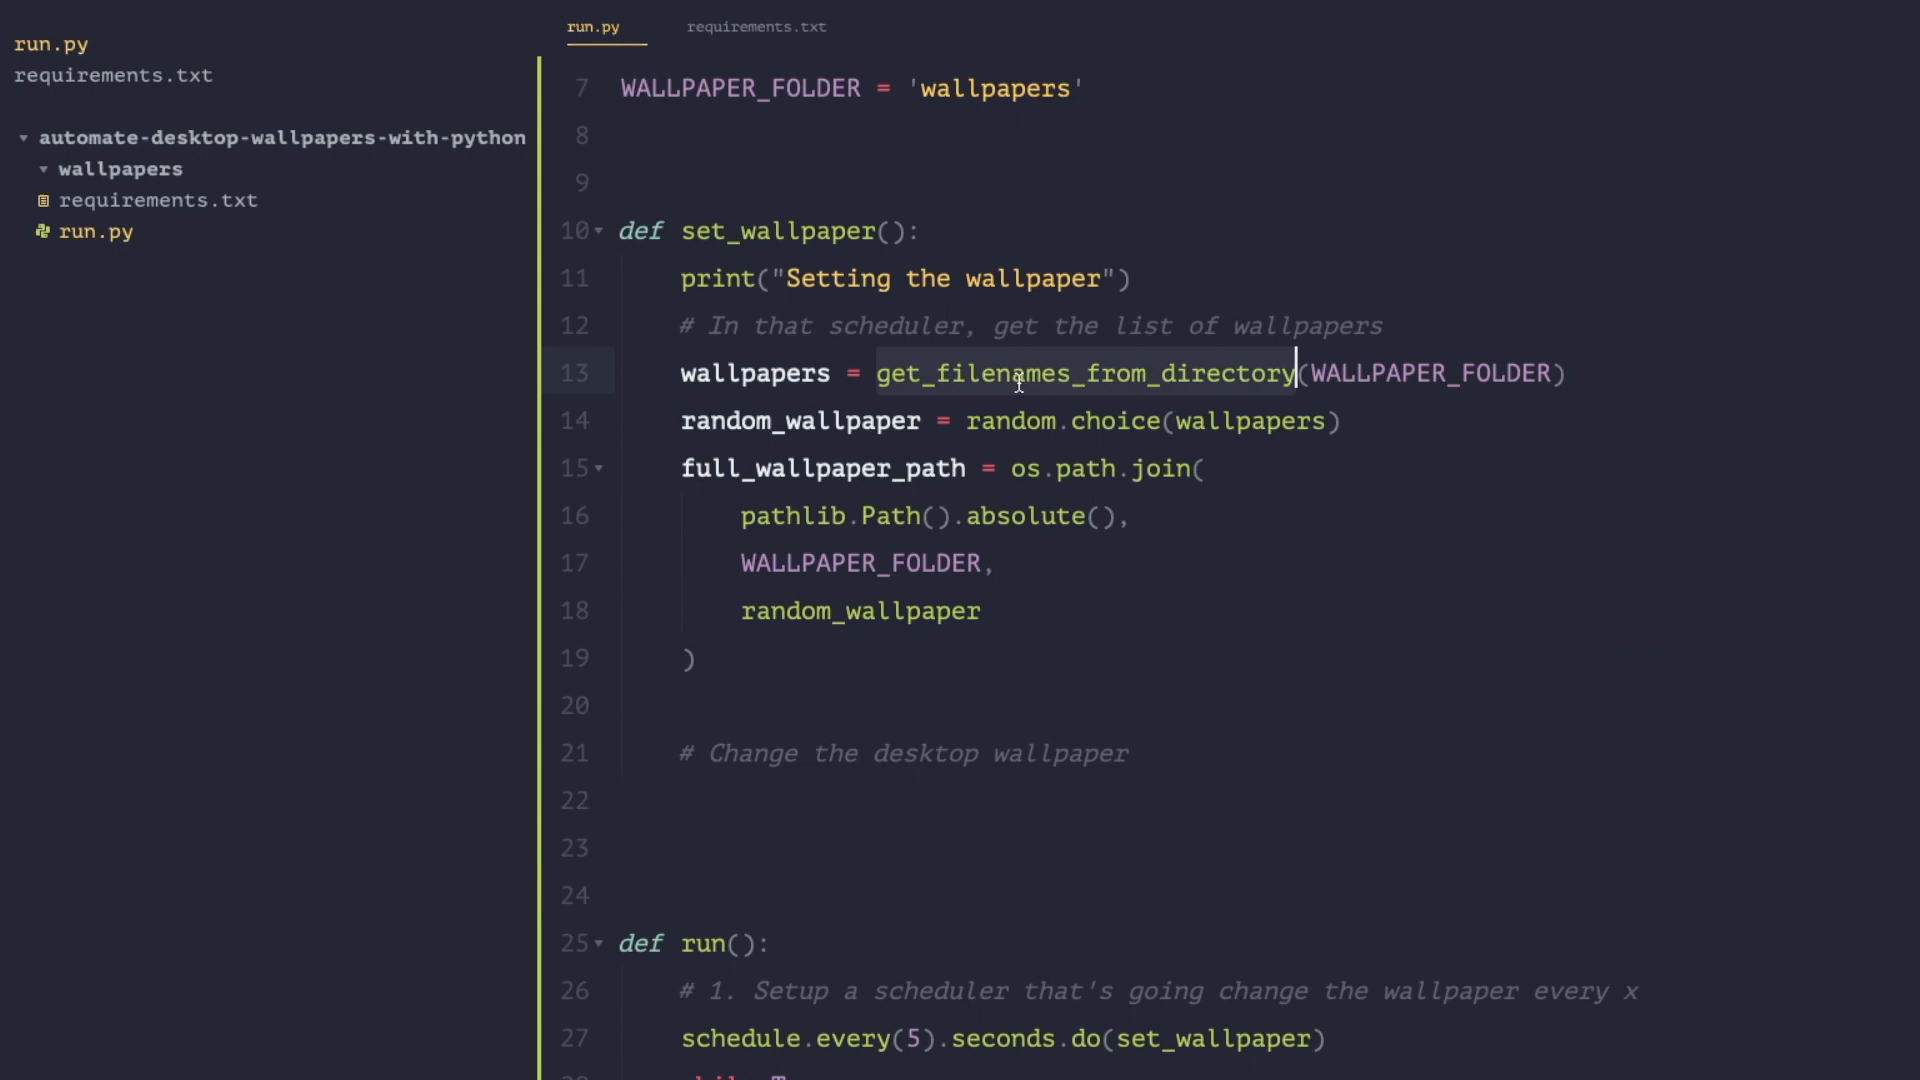 run.py
requirements.txt
automate-desktop-wallpapers-with-python
wallpapers
requirements.txt
run.py
run.py requirements.txt
7 WALLPAPER_FOLDER = 'wallpapers'
8
9
10 def set_wallpaper():
11 print("Setting the wallpaper")
12 # In that scheduler, get the list of wallpapers
13 wallpapers = get_filenames_from_directory(WALLPAPER_FOLDER)
14 random_wallpaper = random.choice(wallpapers)
15 full_wallpaper_path = os.path.join(
16 pathlib.Path().absolute(),
17 WALLPAPER_FOLDER,
18 random_wallpaper
19 )
20
21 # Change the desktop wallpaper
22
23
24
25 def run():
26 # 1. Setup a scheduler that's going change the wallpaper every x
27 schedule.every(5).seconds.do(set_wallpaper)